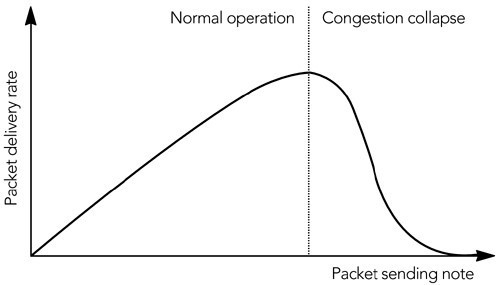 Normal operation
Congestion collapse
Packet delivery rate
Packet sending note